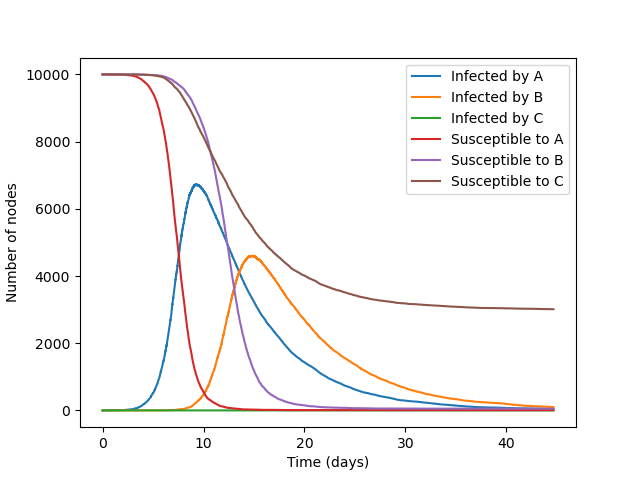 10000
8000
6000
4000
2000
0
Number of nodes
Infected by A
Infected by B
Infected by C
Susceptible to A
Susceptible to B
Susceptible to C
0 10 20 30 40
Time (days)